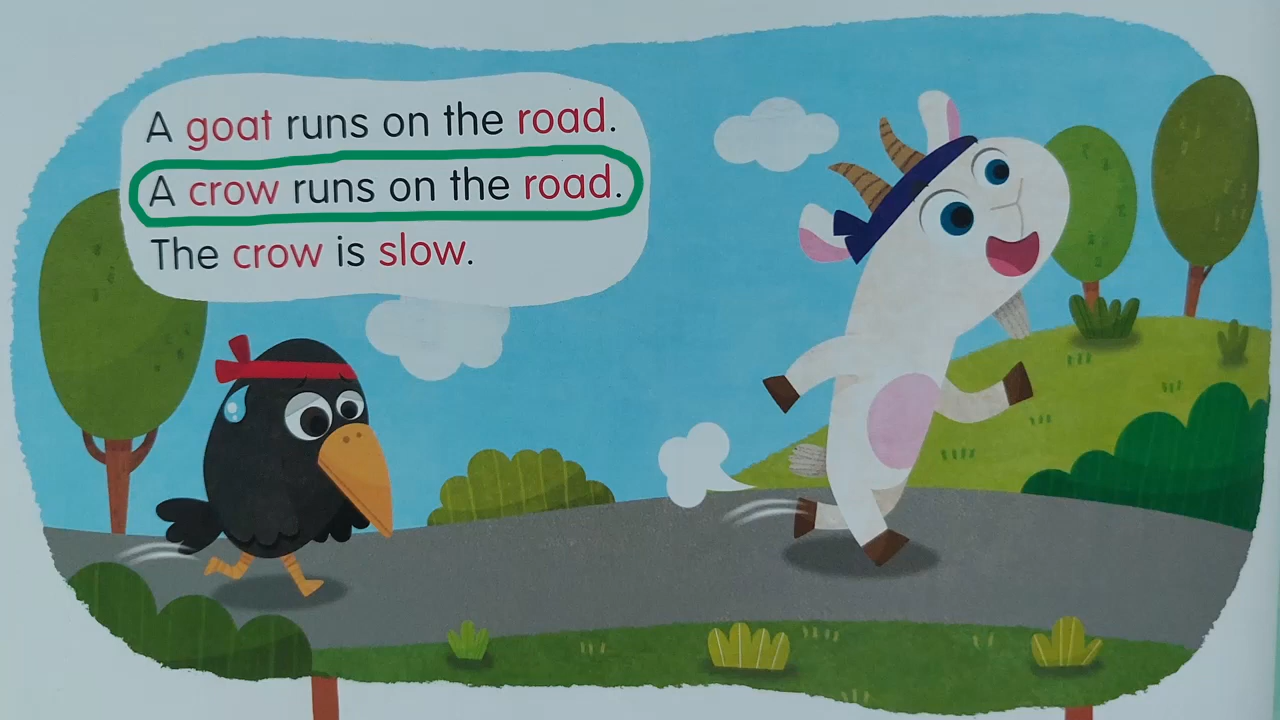 A goat runs on the road.
A crow runs on the road.
The crow is slow.